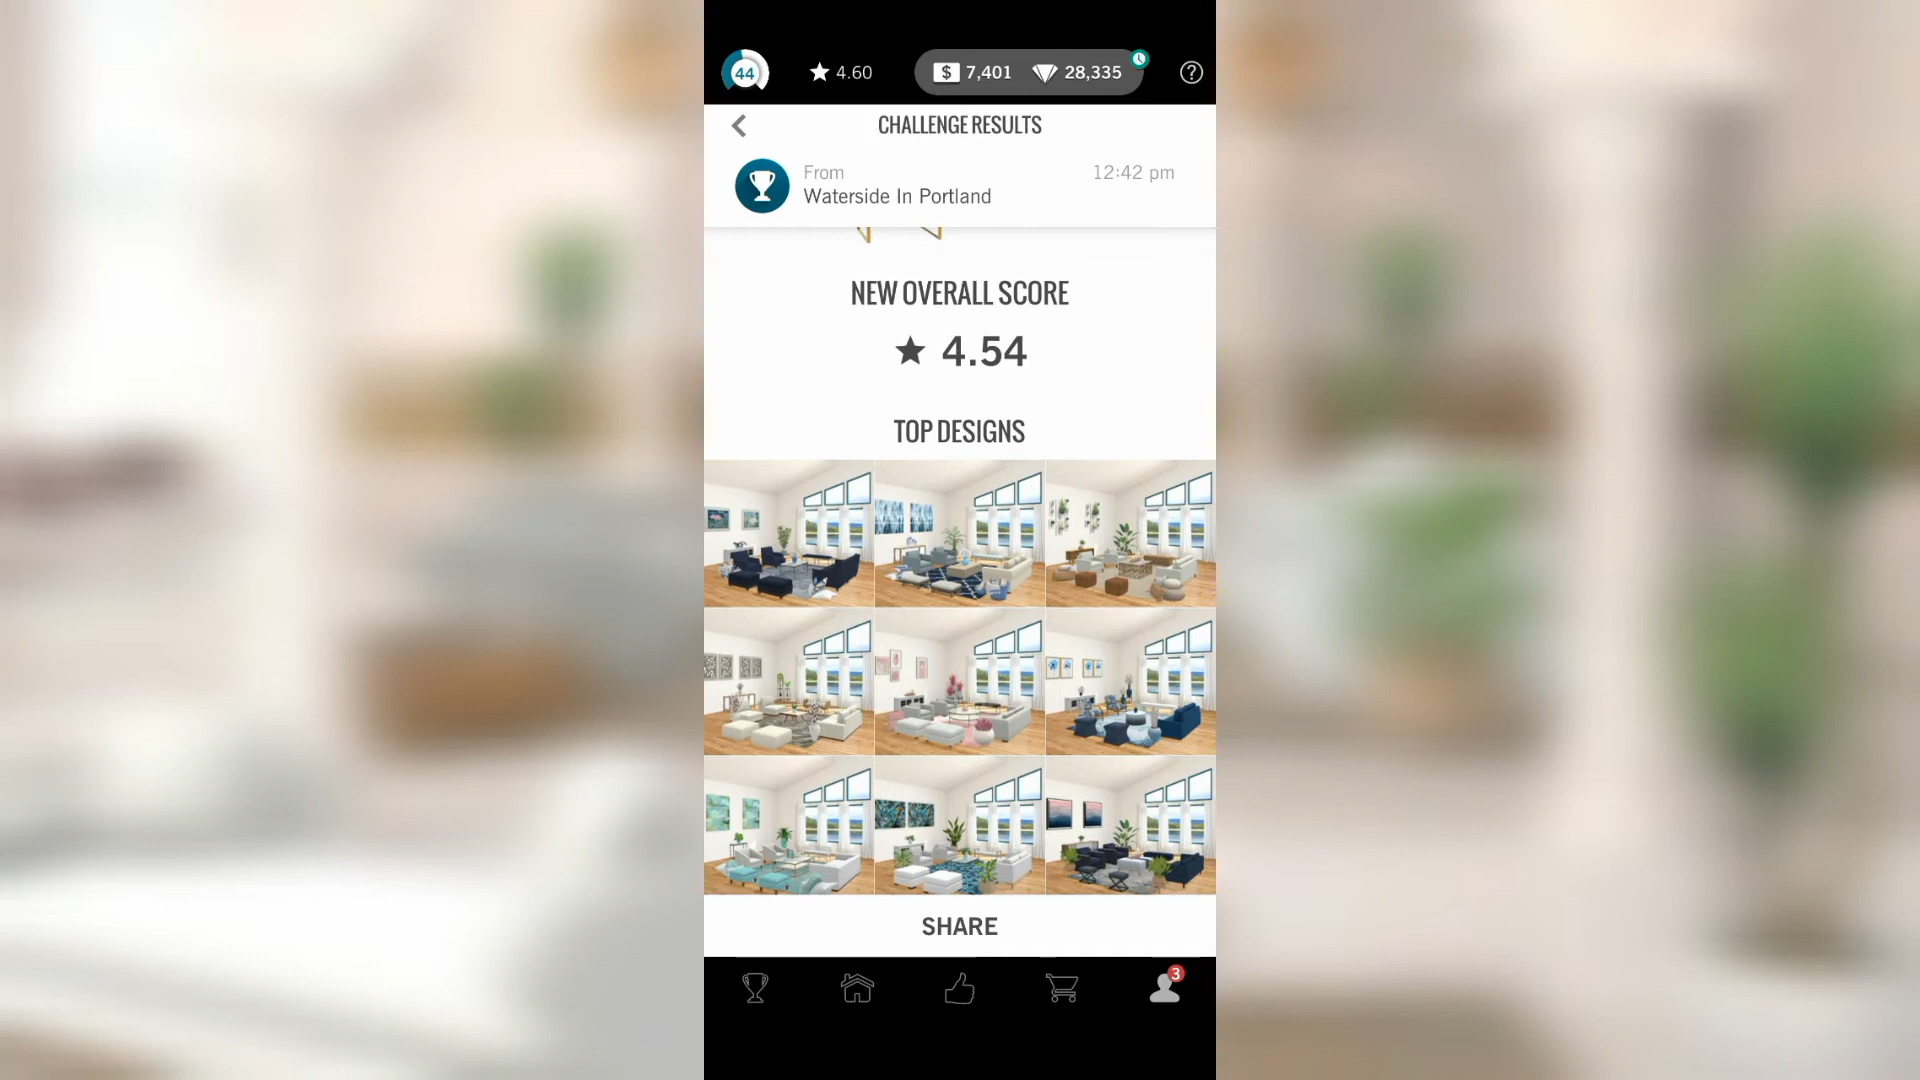 44
4.60
$ 7,401
28,335
?
CHALLENGE RESULTS
From
12:42 pm
Waterside In Portland
NEW OVERALL SCORE
4.54
TOP DESIGNS
SHARE
3